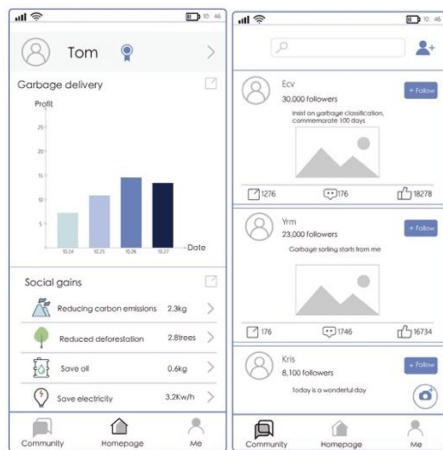 10: 46
Tom
Garbage delivery
Profit
25
20
15
10
5
10.24
10.25
10.26
10.27
Date
Social gains
Reducing carbon emissions 2.3kg
Reduced deforestation 2.8trees
Save oil 0.6kg
Save electricity 3.2Kw/h
Community
Homepage
Me
10: 46
Ecv
30,000 followers
+ Follow
Insist on garbage classification,
commemorate 100 days
1276
176
18278
Yrm
23,000 followers
+ Follow
Garbage sorting starts from me
176
1746
16734
Kris
8,100 followers
+ Follow
Today is a wonderful day
Community
Homepage
Me